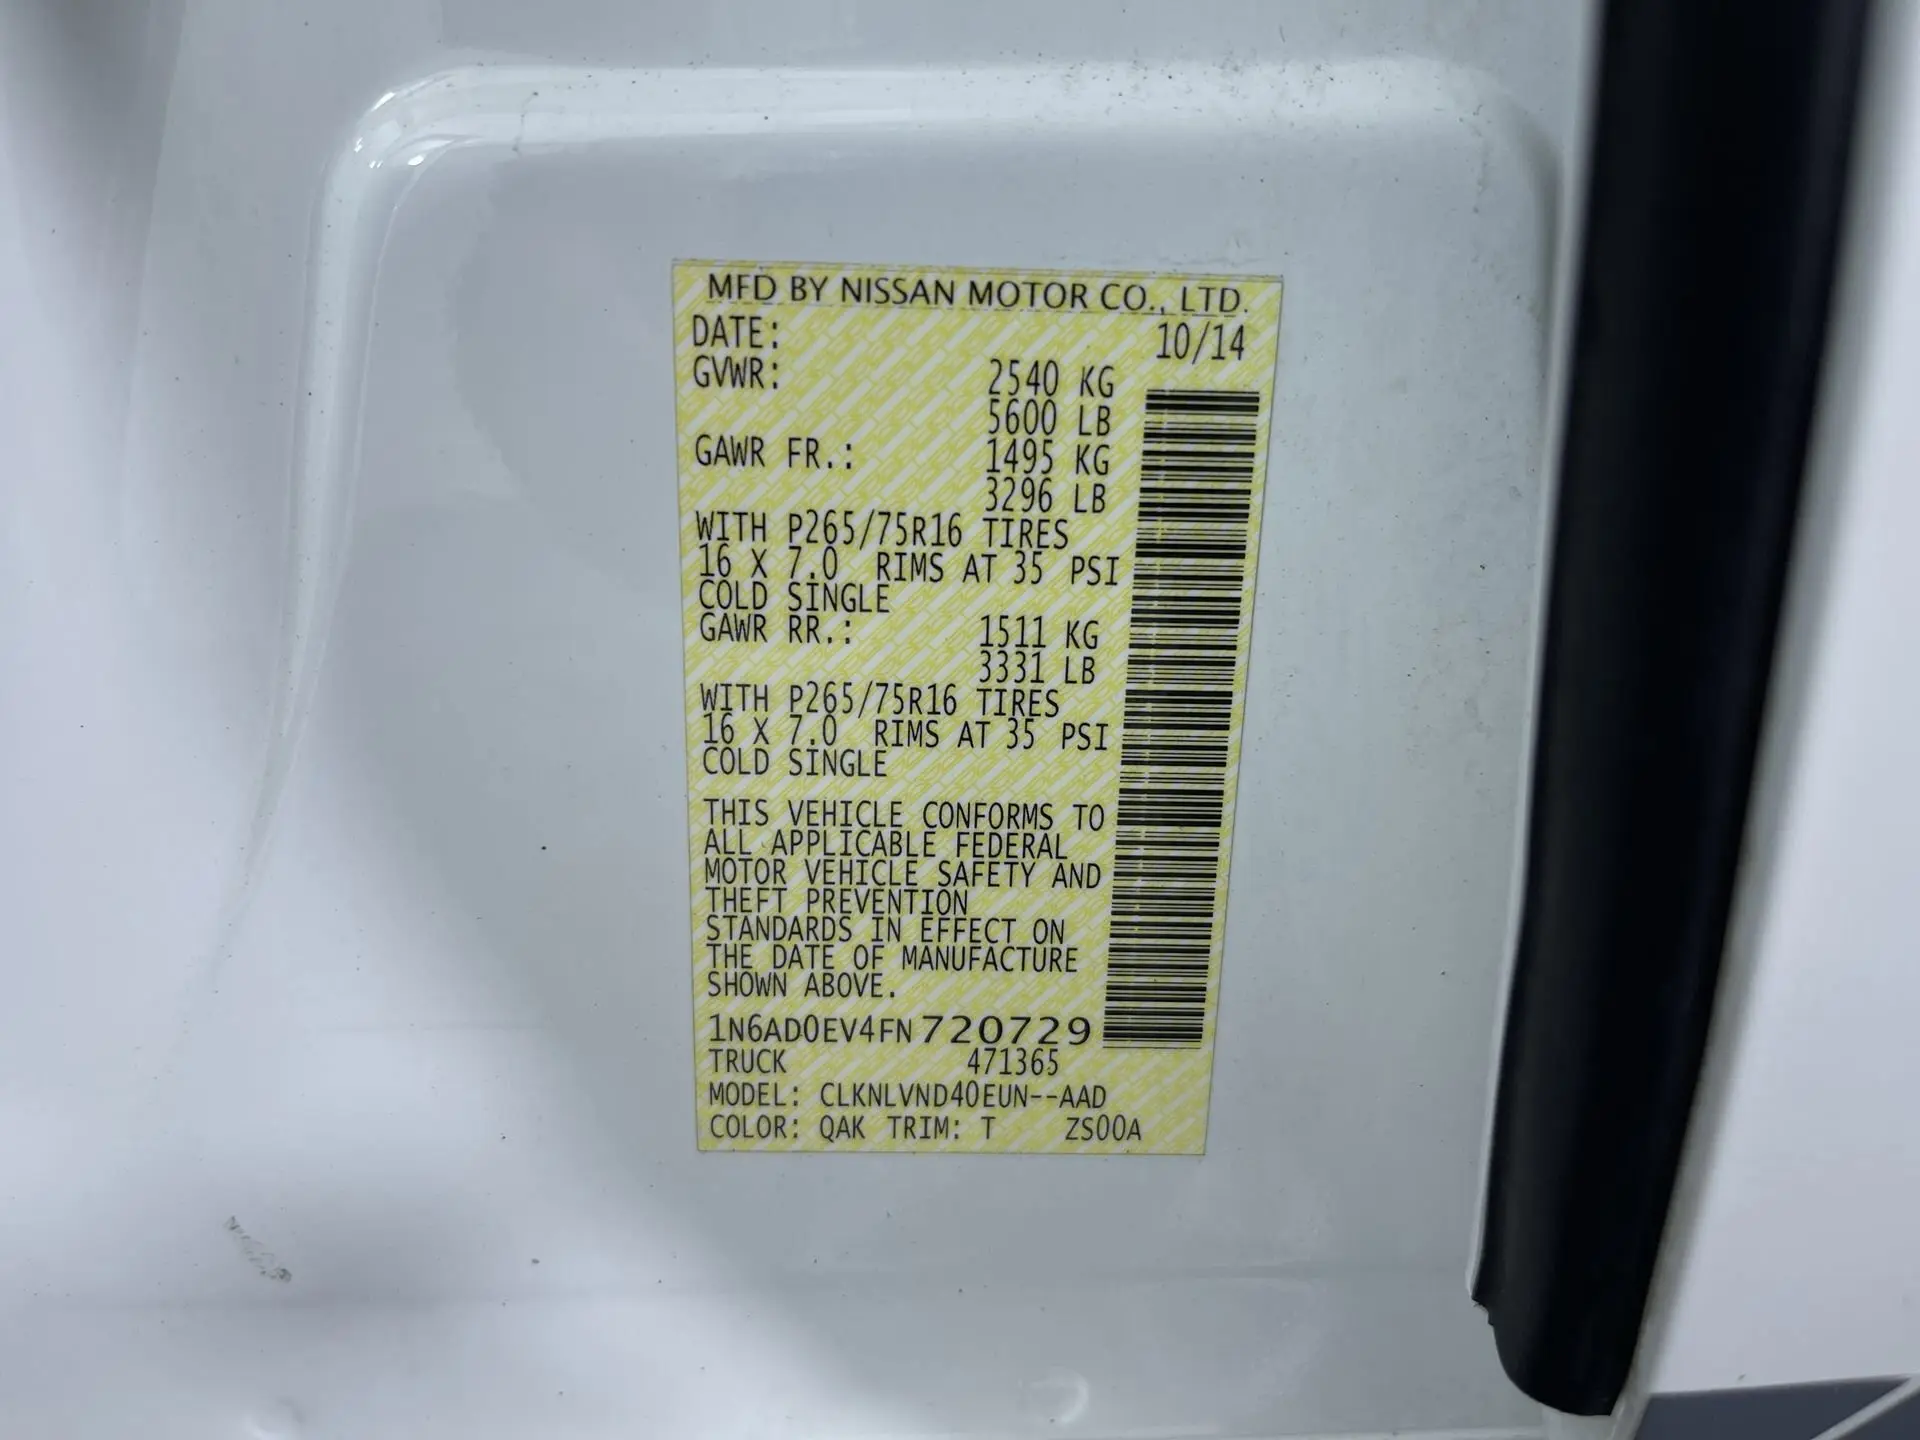 MFD BY NISSAN MOTOR CO., LTD.
DATE: 10/14
GVWR: 2540 KG
5600 LB
GAWR FR.: 1495 KG
3296 LB
WITH P265/75R16 TIRES
16 X 7.0 RIMS AT 35 PSI
COLD SINGLE
GAWR RR.: 1511 KG
3331 LB
WITH P265/75R16 TIRES
16 X 7.0 RIMS AT 35 PSI
COLD SINGLE
THIS VEHICLE CONFORMS TO
ALL APPLICABLE FEDERAL
MOTOR VEHICLE SAFETY AND
THEFT PREVENTION
STANDARDS IN EFFECT ON
THE DATE OF MANUFACTURE
SHOWN ABOVE.
1N6AD0EV4FN720729
TRUCK 471365
MODEL: CLKNLVND40EUN--AAD
COLOR: QAK TRIM: T ZS00A